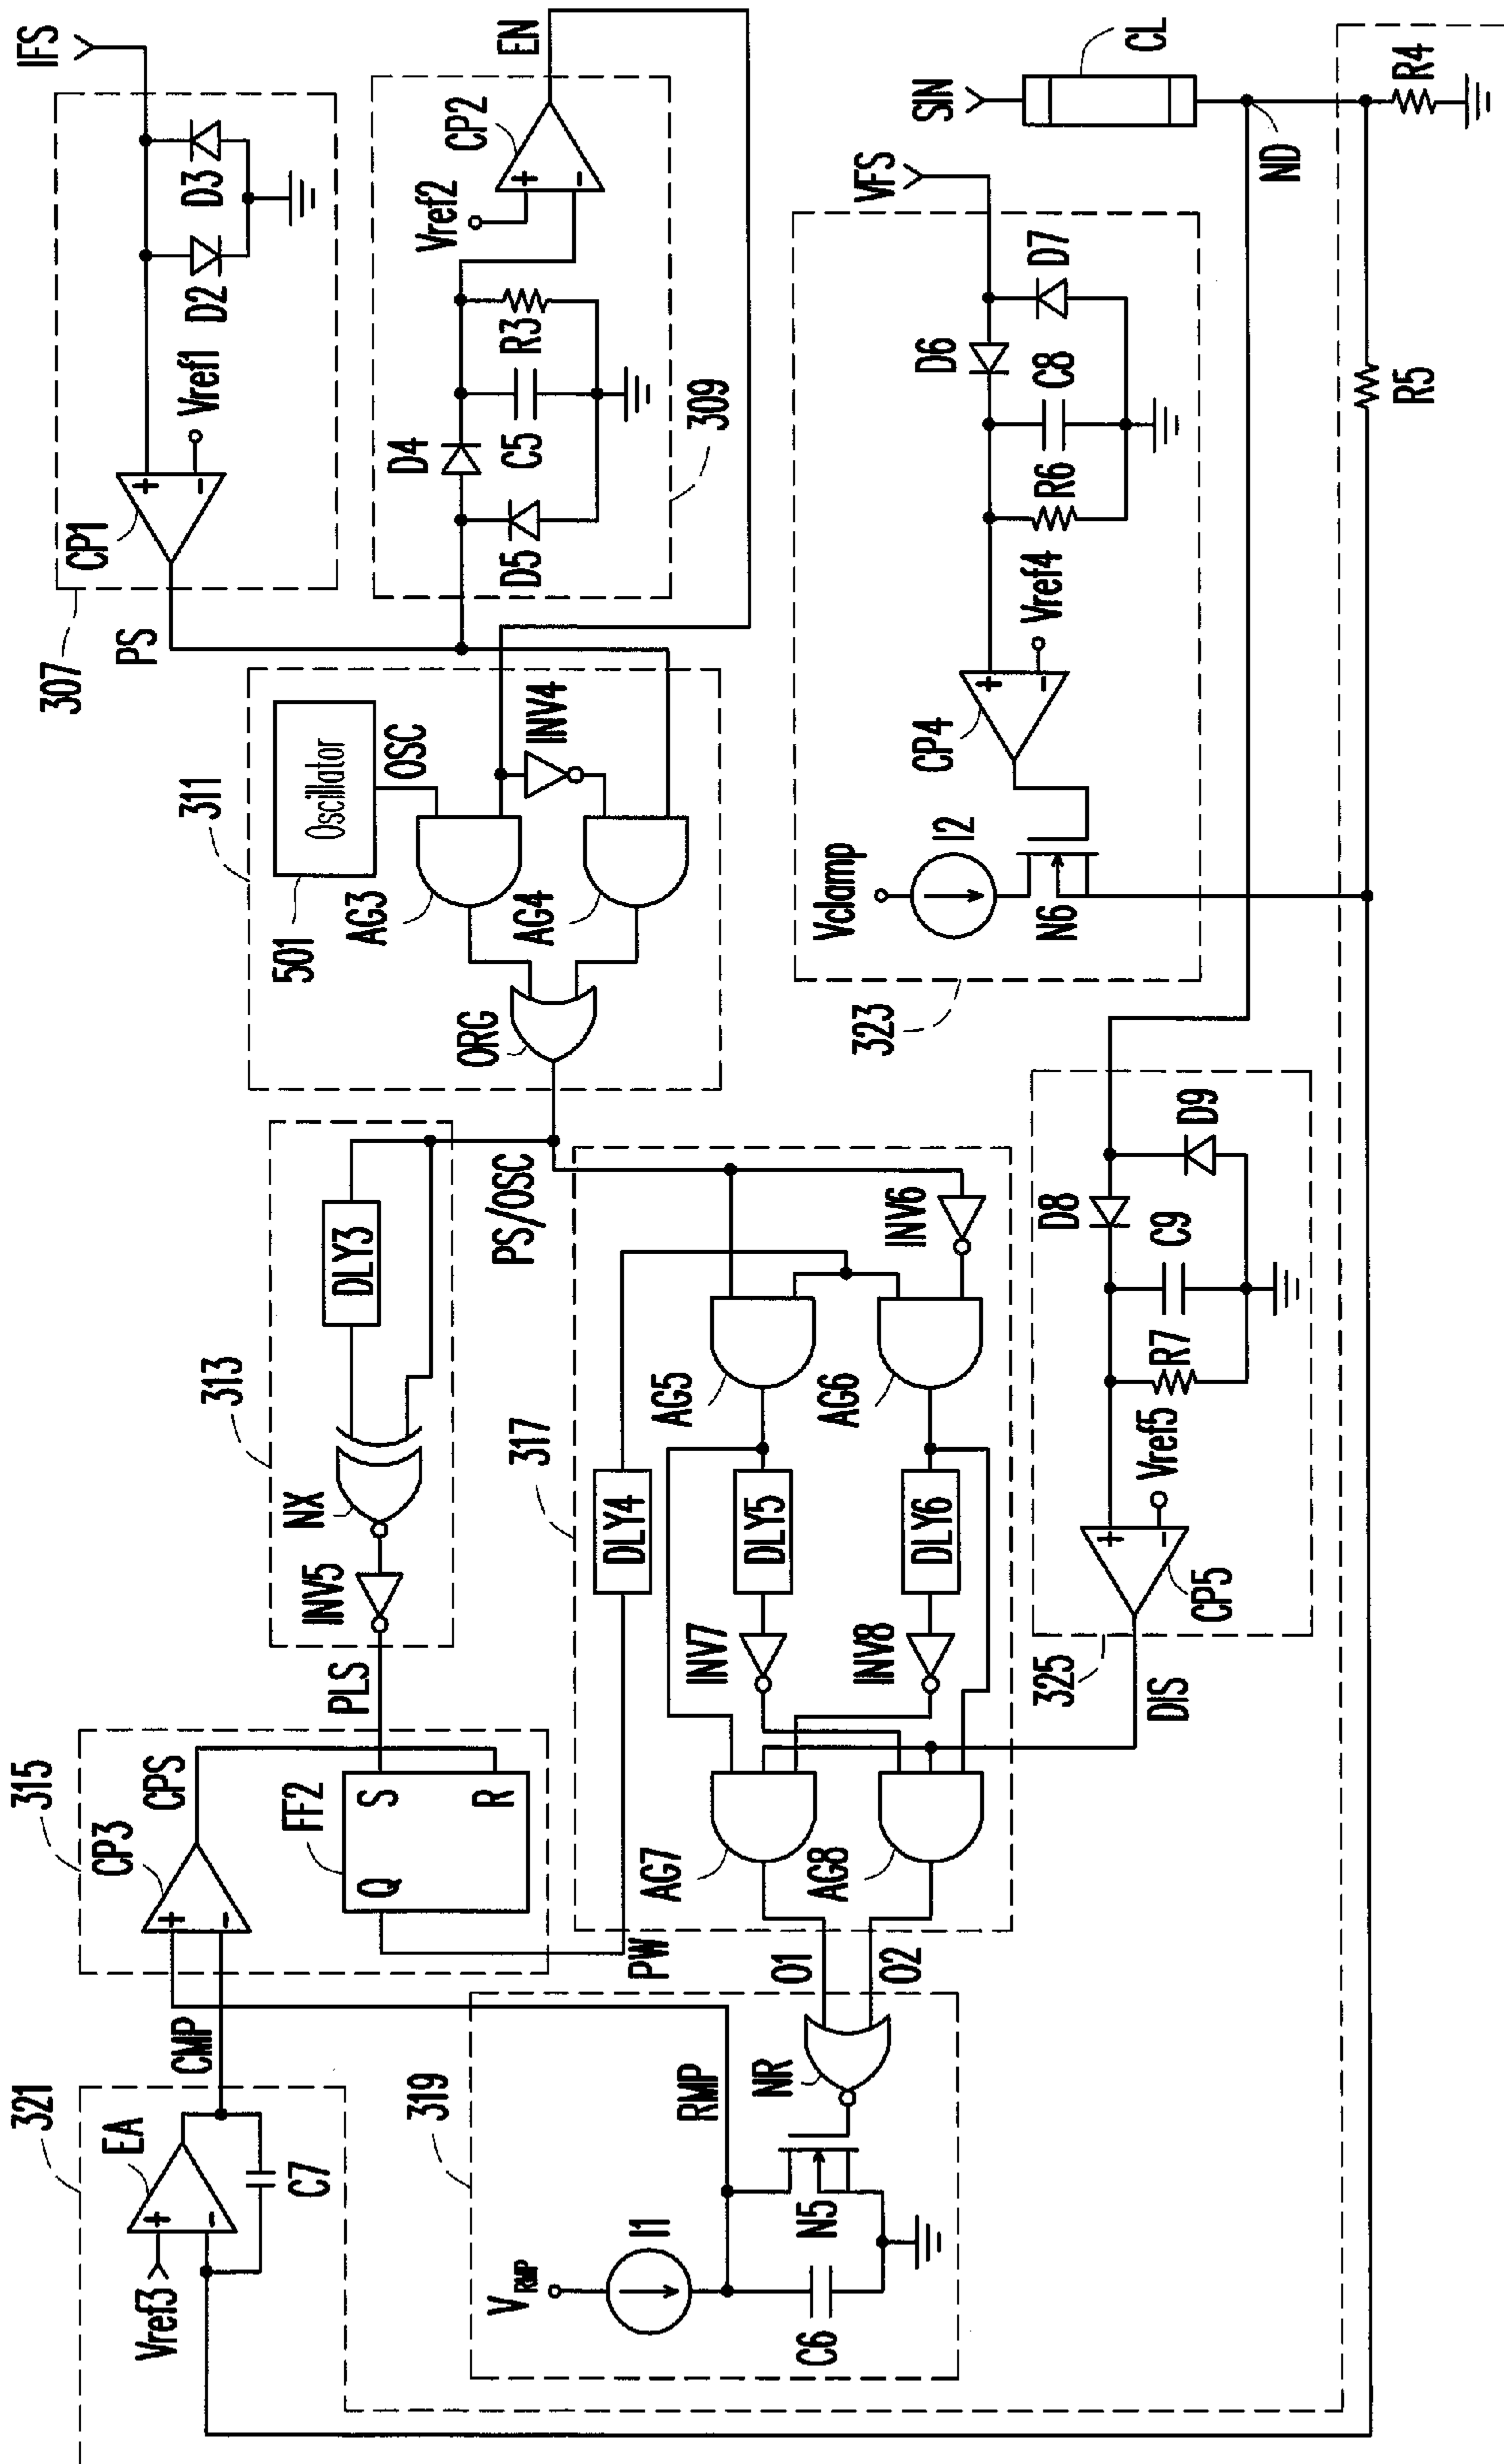 321
EA
Vref3
C7
CMP
315
CP3
CPS
FF2
S
Q
R
PLS
313
INV5
NX
DLY3
PS/OSC
311
501
Oscillator
OSC
AG3
AG4
INV4
ORG
307
PS
CP1
Vref1
D2
D3
IFS
309
D4
D5
C5
R3
Vref2
CP2
EN
319
VRMP
I1
C6
N5
RMP
NR
O1
O2
PW
317
DLY4
DLY5
DLY6
INV7
INV8
INV6
AG5
AG6
AG7
AG8
325
DIS
CP5
Vref5
R7
C9
D8
D9
323
Vclamp
I2
N6
CP4
Vref4
R6
C8
D6
D7
VFS
SIN
CL
ND
R4
R5
+
-
+
-
+
-
+
-
+
-
+
-